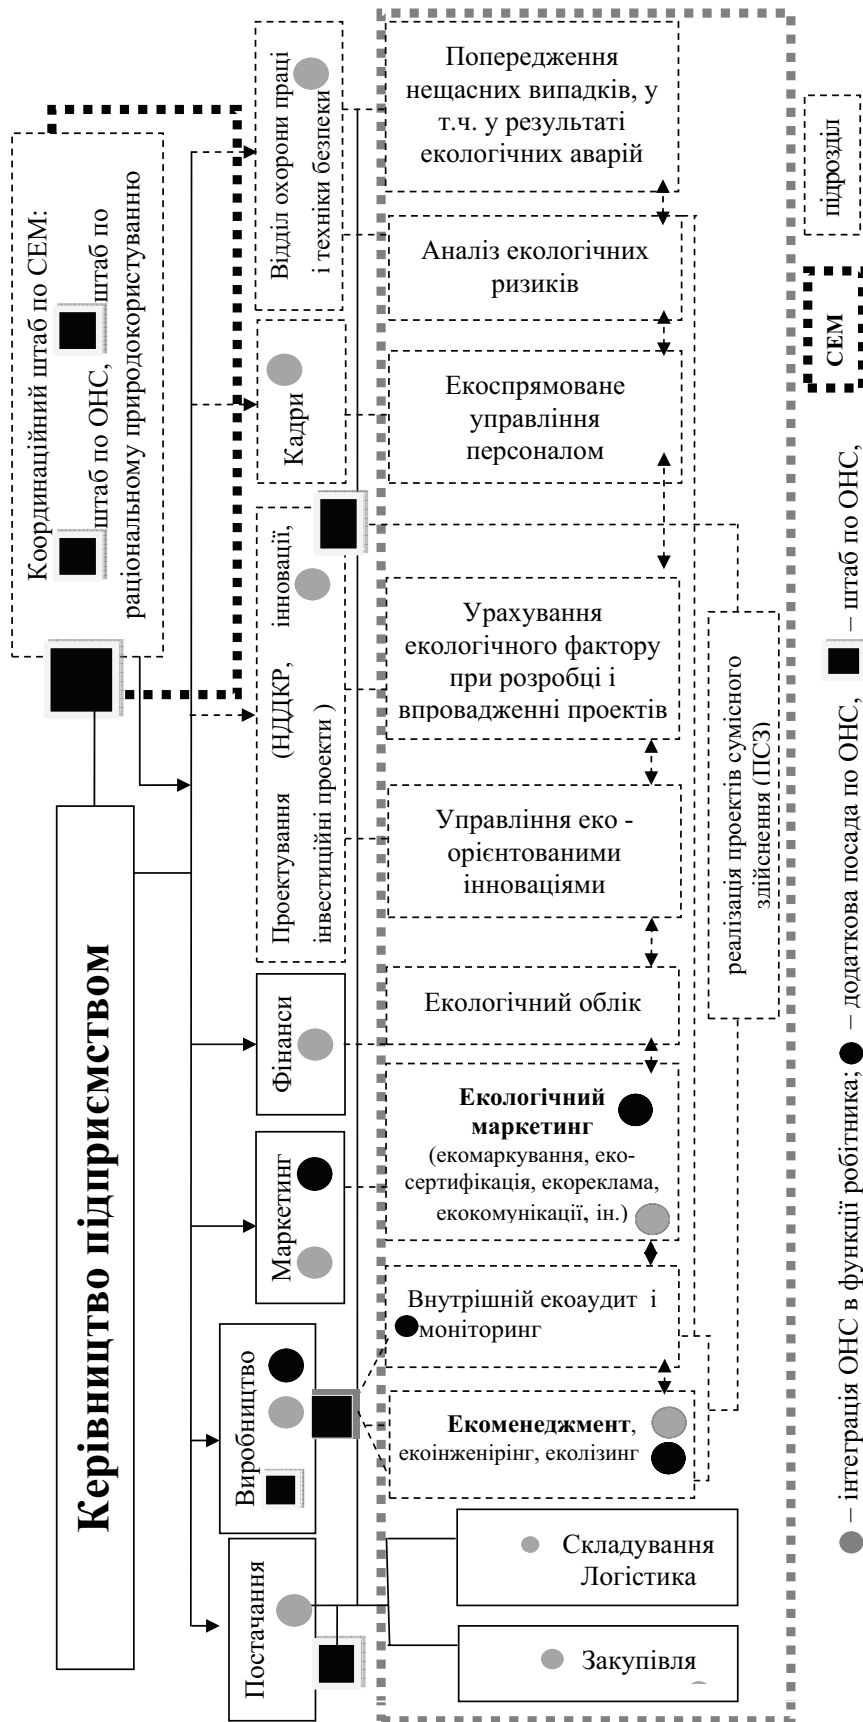 Керівництво підприємством
Координаційний штаб по СЕМ:
штаб по ОНС,
штаб по
раціональному природокористуванню
Постачання
Виробництво
Маркетинг
Фінанси
Проектування (НДДКР, інновації,
інвестиційні проекти )
Кадри
Відділ охорони праці
і техніки безпеки
Попередження
нещасних випадків, у
т.ч. у результаті
екологічних аварій
Аналіз екологічних
ризиків
Екоспрямоване
управління
персоналом
Урахування
екологічного фактору
при розробці і
впровадженні проектів
Управління еко -
орієнтованими
інноваціями
Екологічний облік
Екологічний
маркетинг
(екомаркування, еко-
сертифікація, екореклама,
екокомунікації, ін.)
Внутрішній екоаудит і
моніторинг
Екоменеджмент,
екоінженірінг, еколізинг
Складування
Логістика
Закупівля
реалізація проектів сумісного
здійснення (ПСЗ)
– інтеграція ОНС в функції робітника; – додаткова посада по ОНС, – штаб по ОНС,
СЕМ
підрозділ